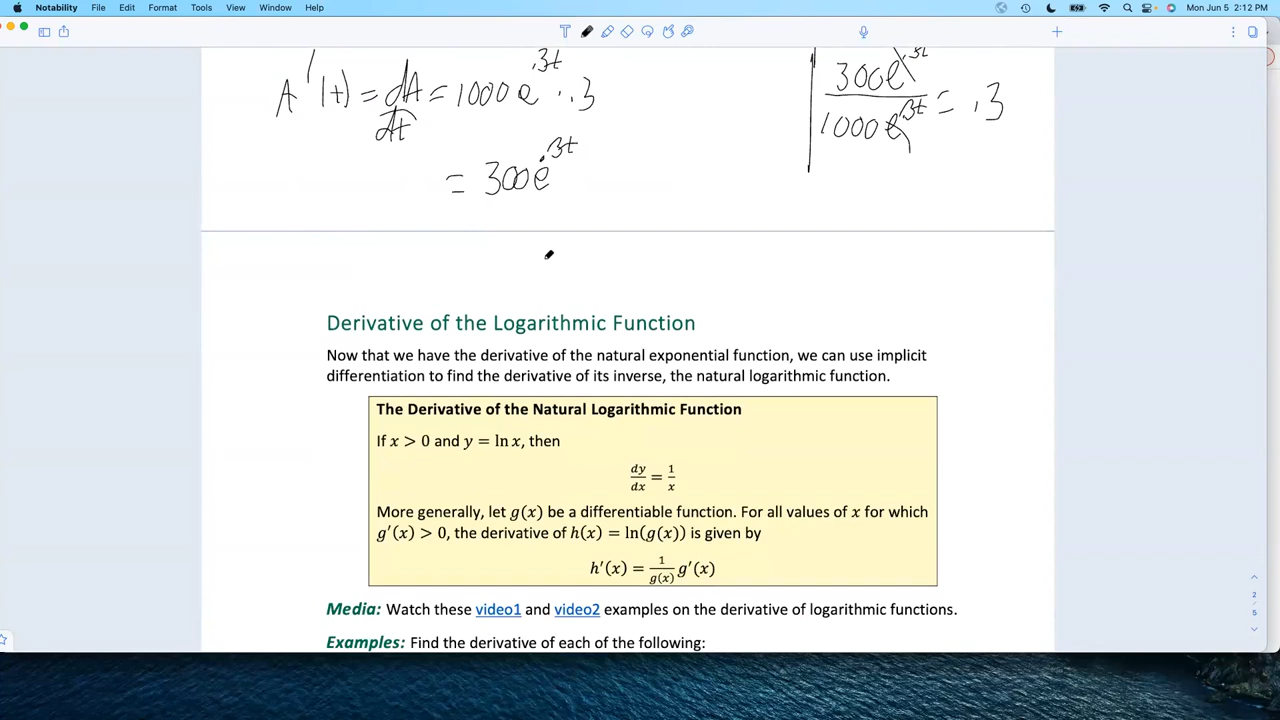 Notability File Edit Format Tools View Window Help Mon Jun 5 2:12 PM
A'(t) = dA/dt = 1000e^.3t · .3
= 300e^.3t
300e^.3t / 1000e^.3t = .3
Derivative of the Logarithmic Function
Now that we have the derivative of the natural exponential function, we can use implicit
differentiation to find the derivative of its inverse, the natural logarithmic function.
The Derivative of the Natural Logarithmic Function
If x > 0 and y = ln x, then
dy/dx = 1/x
More generally, let g(x) be a differentiable function. For all values of x for which
g′(x) > 0, the derivative of h(x) = ln(g(x)) is given by
h′(x) = 1/g(x) g′(x)
Media: Watch these video1 and video2 examples on the derivative of logarithmic functions.
Examples: Find the derivative of each of the following:
2
/
5